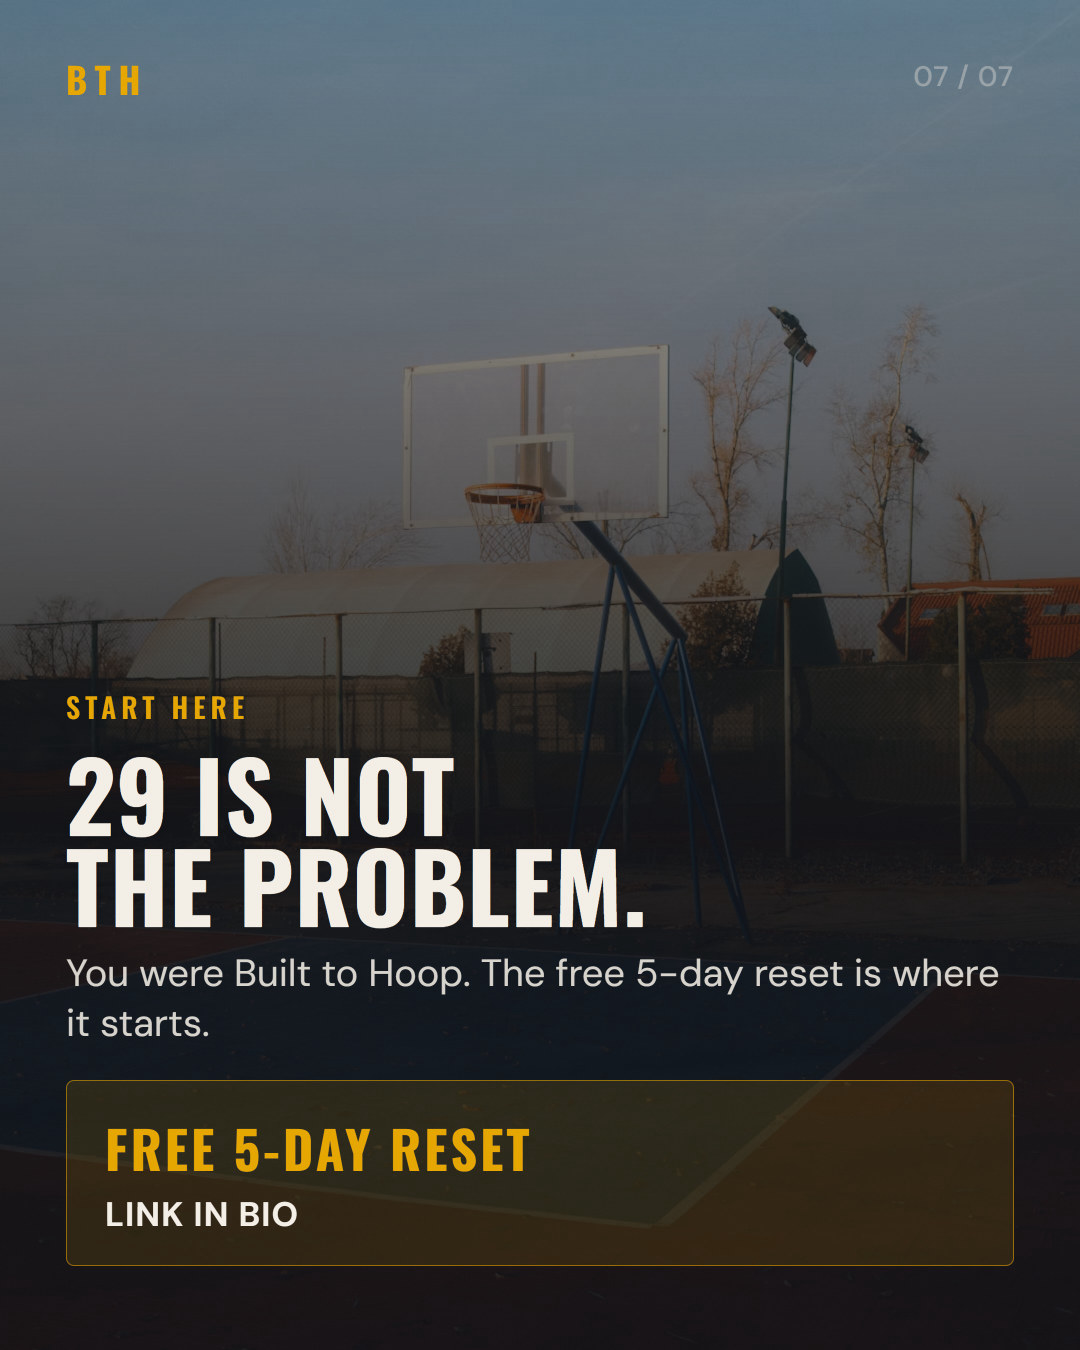 BTH
07 / 07
START HERE
29 IS NOT
THE PROBLEM.
You were Built to Hoop. The free 5-day reset is where
it starts.
FREE 5-DAY RESET
LINK IN BIO